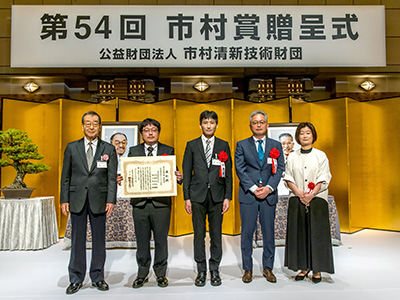 第54回 市村賞贈呈式
公益財団法人 市村清新技術財団